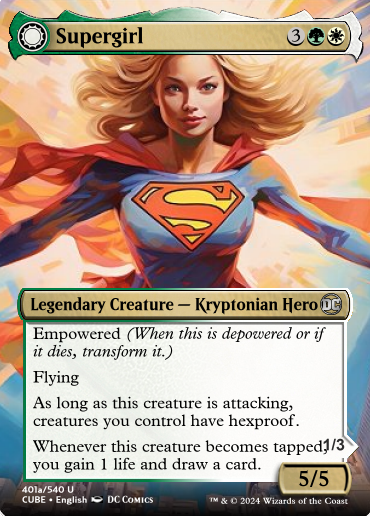 Supergirl 3
Legendary Creature — Kryptonian Hero DC
Empowered (When this is depowered or if
it dies, transform it.)
Flying
As long as this creature is attacking,
creatures you control have hexproof.
Whenever this creature becomes tapped,
you gain 1 life and draw a card.
1/3
5/5
401a/540 U
CUBE • English DC Comics
™ & © 2024 Wizards of the Coast